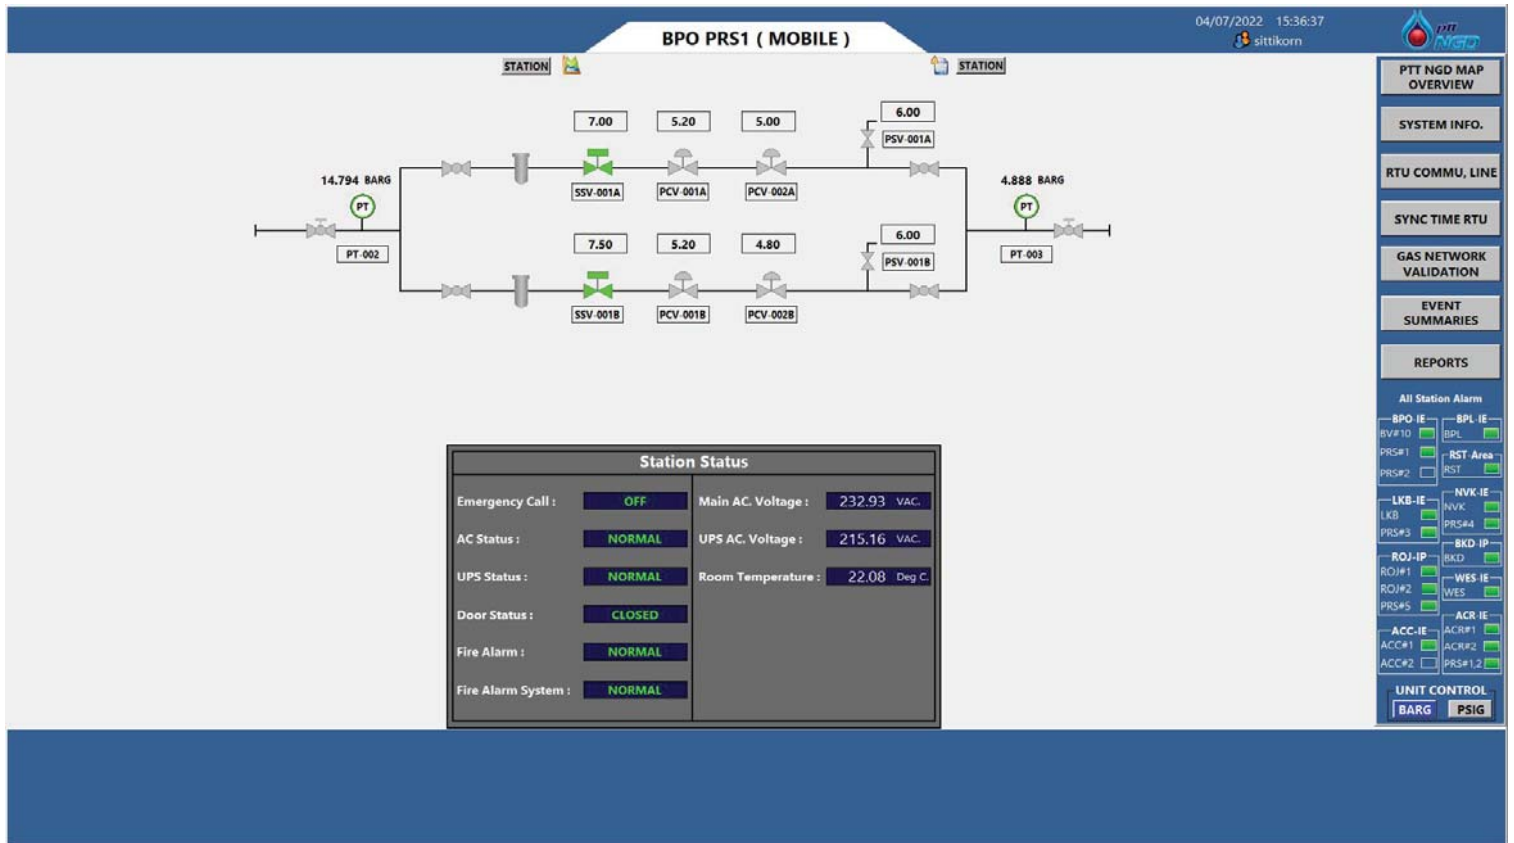 BPO PRS1 ( MOBILE )
04/07/2022 15:36:37
sittikorn
ptt
NGD
STATION
STATION
PTT NGD MAP
OVERVIEW
SYSTEM INFO.
RTU COMMU, LINE
SYNC TIME RTU
GAS NETWORK
VALIDATION
EVENT
SUMMARIES
REPORTS
7.00 5.20 5.00 6.00
PSV-001A
SSV-001A PCV-001A PCV-002A
14.794 BARG
PT
PT-002
4.888 BARG
PT
PT-003
7.50 5.20 4.80 6.00
PSV-001B
SSV-001B PCV-001B PCV-002B
Station Status
Emergency Call : OFF
AC Status : NORMAL
UPS Status : NORMAL
Door Status : CLOSED
Fire Alarm : NORMAL
Fire Alarm System : NORMAL
Main AC. Voltage : 232.93 VAC.
UPS AC. Voltage : 215.16 VAC.
Room Temperature : 22.08 Deg C.
All Station Alarm
BPO-IE
BV#10
PRS#1
PRS#2
BPL-IE
BPL
RST-Area
RST
LKB-IE
LKB
PRS#3
NVK-IE
NVK
PRS#4
BKD-IP
BKD
ROJ-IP
ROJ#1
ROJ#2
PRS#5
WES-IE
WES
ACC-IE
ACC#1
ACC#2
ACR-IE
ACR#1
ACR#2
PRS#1,2
UNIT CONTROL
BARG PSIG